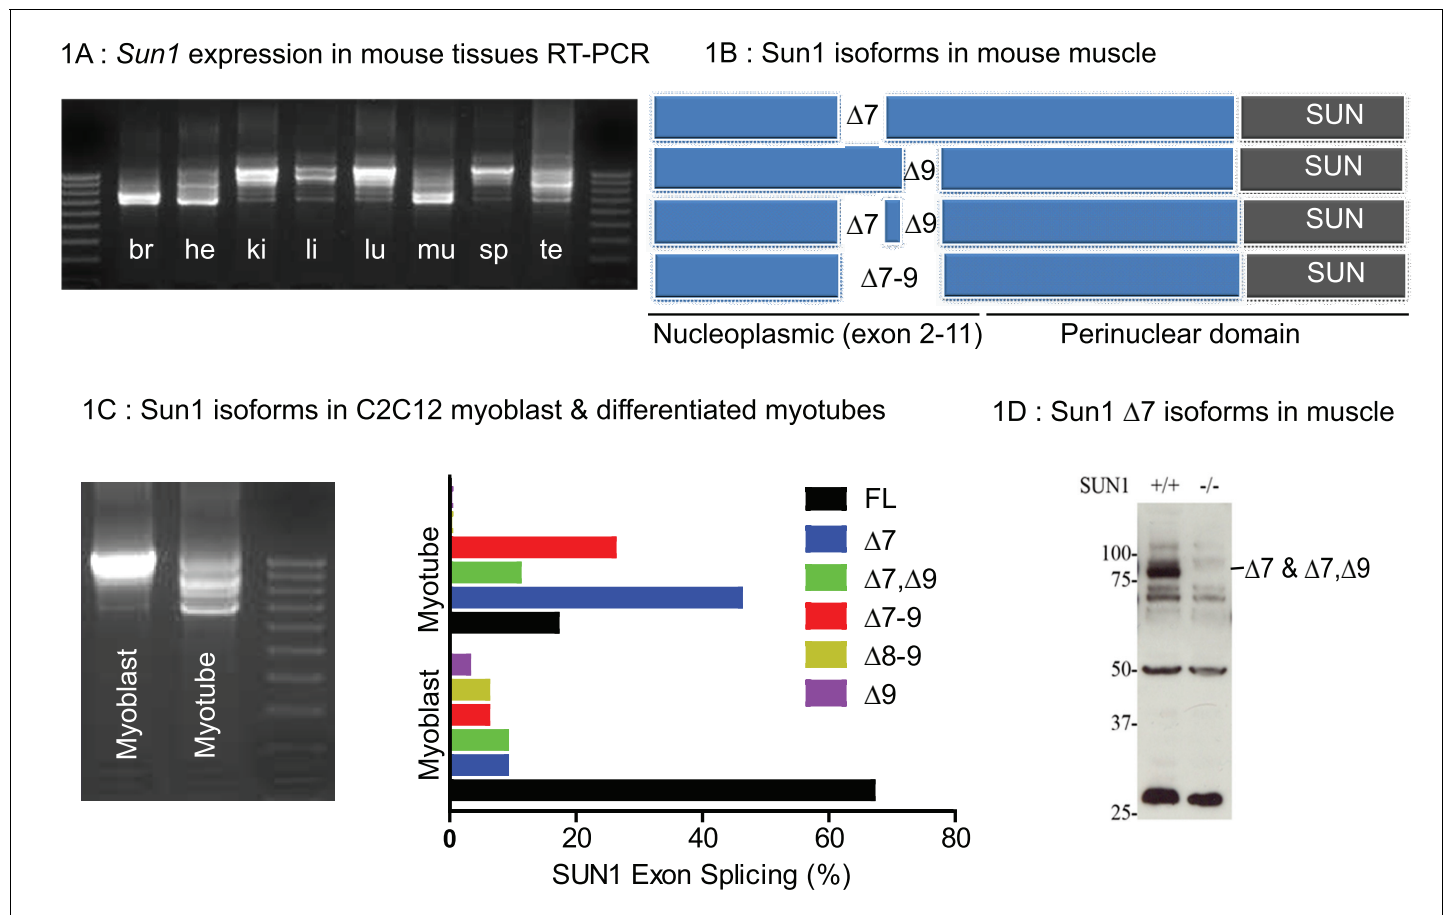 1A : Sun1 expression in mouse tissues RT-PCR
br he ki li lu mu sp te
1B : Sun1 isoforms in mouse muscle
Δ7 SUN
Δ9 SUN
Δ7 Δ9 SUN
Δ7-9 SUN
Nucleoplasmic (exon 2-11) Perinuclear domain
1C : Sun1 isoforms in C2C12 myoblast & differentiated myotubes
Myoblast
Myotube
Myotube
Myoblast
0 20 40 60 80
SUN1 Exon Splicing (%)
FL
Δ7
Δ7,Δ9
Δ7-9
Δ8-9
Δ9
1D : Sun1 Δ7 isoforms in muscle
SUN1 +/+ -/-
100-
75-
50-
37-
25-
Δ7 & Δ7,Δ9